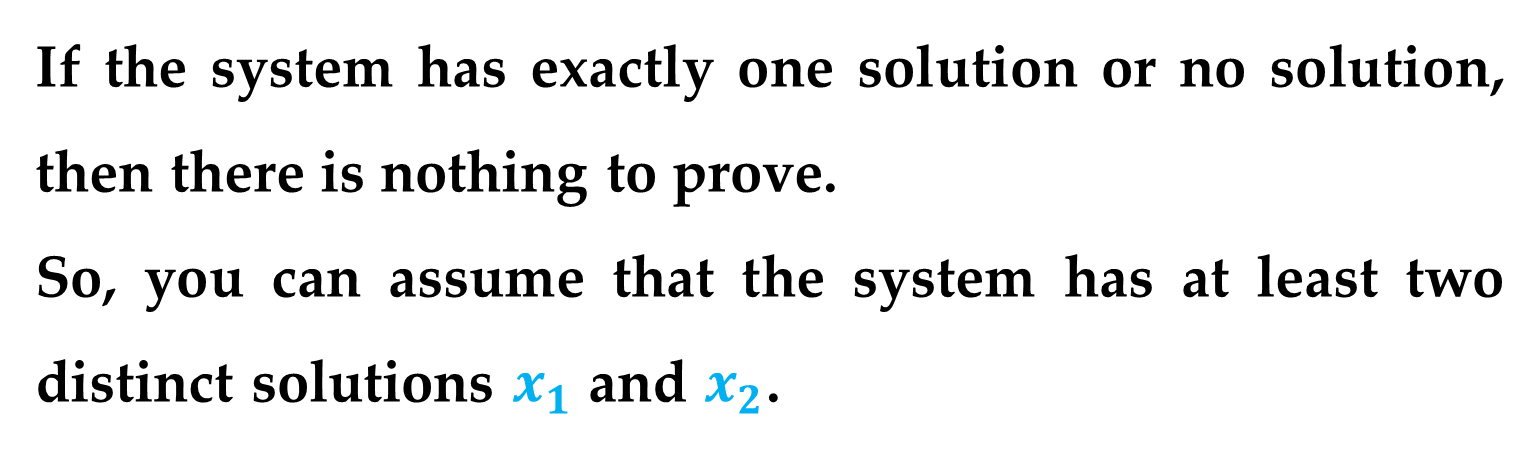 If the system has exactly one solution or no solution,
then there is nothing to prove.
So, you can assume that the system has at least two
distinct solutions x₁ and x₂.